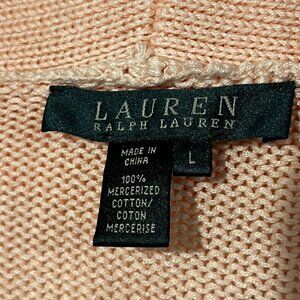 LAUREN
RALPH LAUREN
MADE IN
CHINA
L
100%
MERCERIZED
COTTON/
COTON
MERCERISE